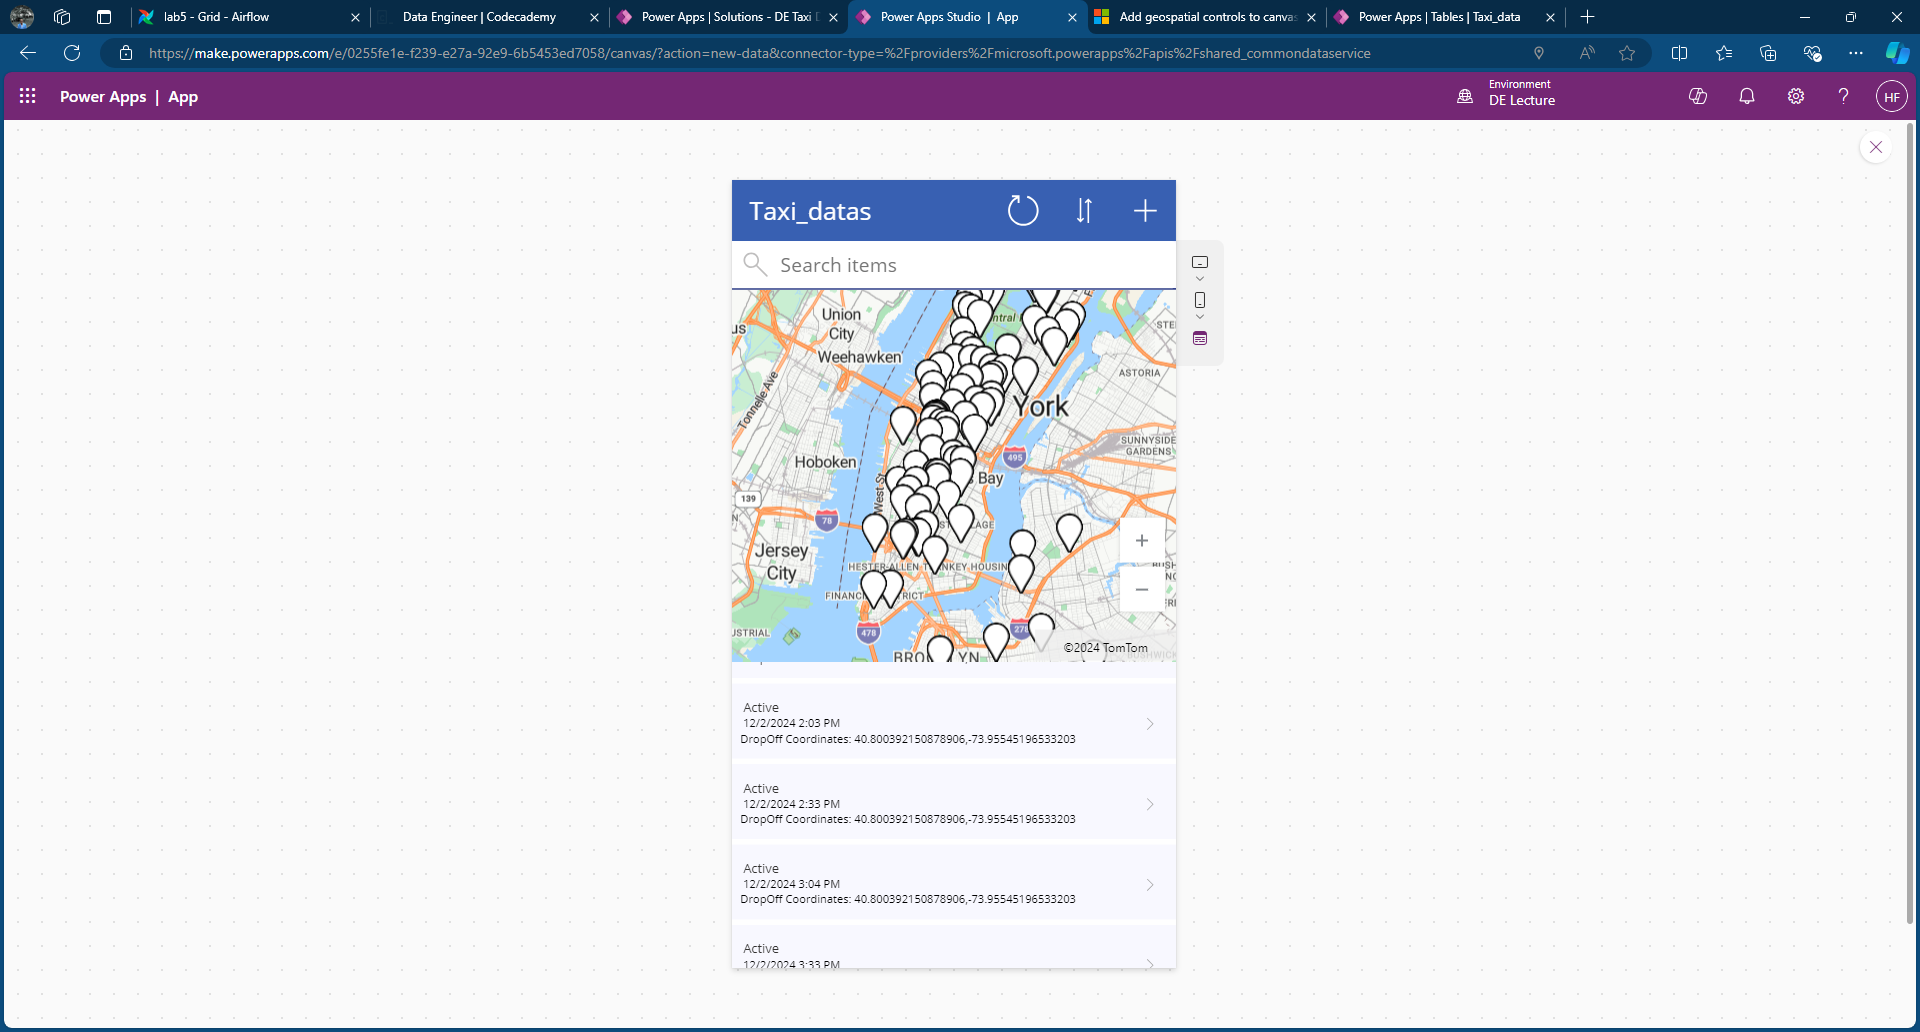 lab5 - Grid - Airflow
Data Engineer | Codecademy
Power Apps | Solutions - DE Taxi
Power Apps Studio | App
Add geospatial controls to canvas
Power Apps | Tables | Taxi_data
https://make.powerapps.com/e/0255fe1e-f239-e27a-92e9-6b5453ed7058/canvas/?action=new-data&connector-type=%2Fproviders%2Fmicrosoft.powerapps%2Fapis%2Fshared_commondataservice
Power Apps | App
Environment
DE Lecture
HF
Taxi_datas
Search items
Union
City
Weehawken
Tonnelle Ave
ASTORIA
York
SUNNYSIDE
GARDENS
495
Hoboken
Bay
West St
139
78
Jersey
City
HESTER-ALLEN
478
278
©2024 TomTom
Active
12/2/2024 2:03 PM
DropOff Coordinates: 40.800392150878906,-73.95545196533203
Active
12/2/2024 2:33 PM
DropOff Coordinates: 40.800392150878906,-73.95545196533203
Active
12/2/2024 3:04 PM
DropOff Coordinates: 40.800392150878906,-73.95545196533203
Active
12/2/2024 3:33 PM